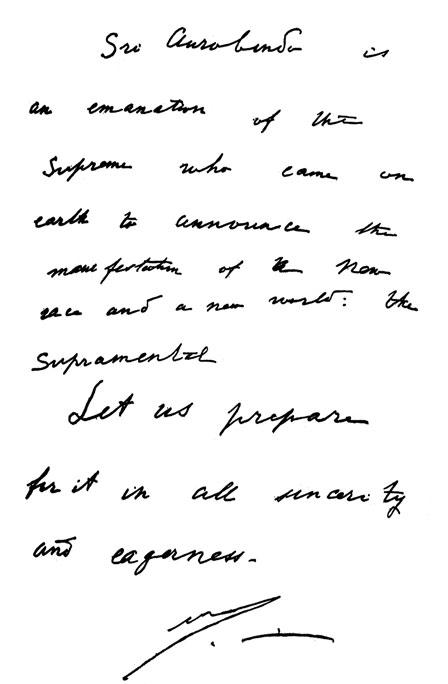 Sri Aurobindo is
an emanation of the
Supreme who came on
earth to announce the
manifestation of a new
race and a new world: the
Supramental
Let us prepare
for it in all sincerity
and eagerness.